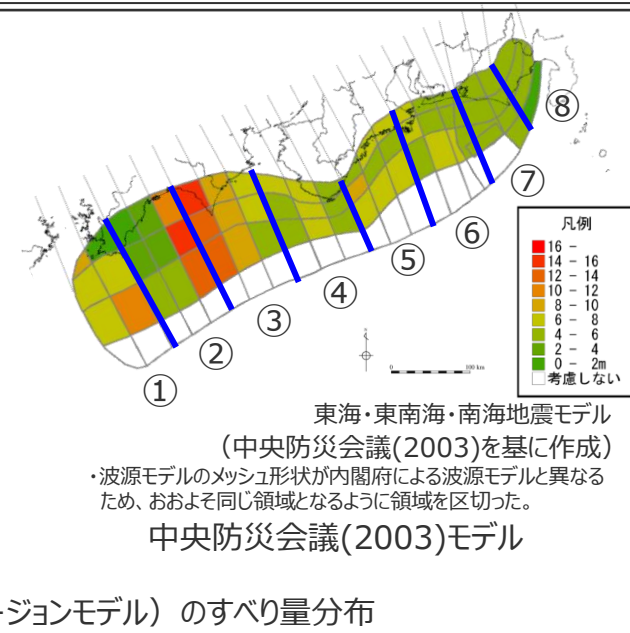 ⑧
⑦
⑥
⑤
④
③
②
①
凡例
16 -
14 - 16
12 - 14
10 - 12
8 - 10
6 - 8
4 - 6
2 - 4
0 - 2m
考慮しない
0 100 km
東海・東南海・南海地震モデル
（中央防災会議(2003)を基に作成）
・波源モデルのメッシュ形状が内閣府による波源モデルと異なる
ため、おおよそ同じ領域となるように領域を区切った。
中央防災会議(2003)モデル
ージョンモデル）のすべり量分布